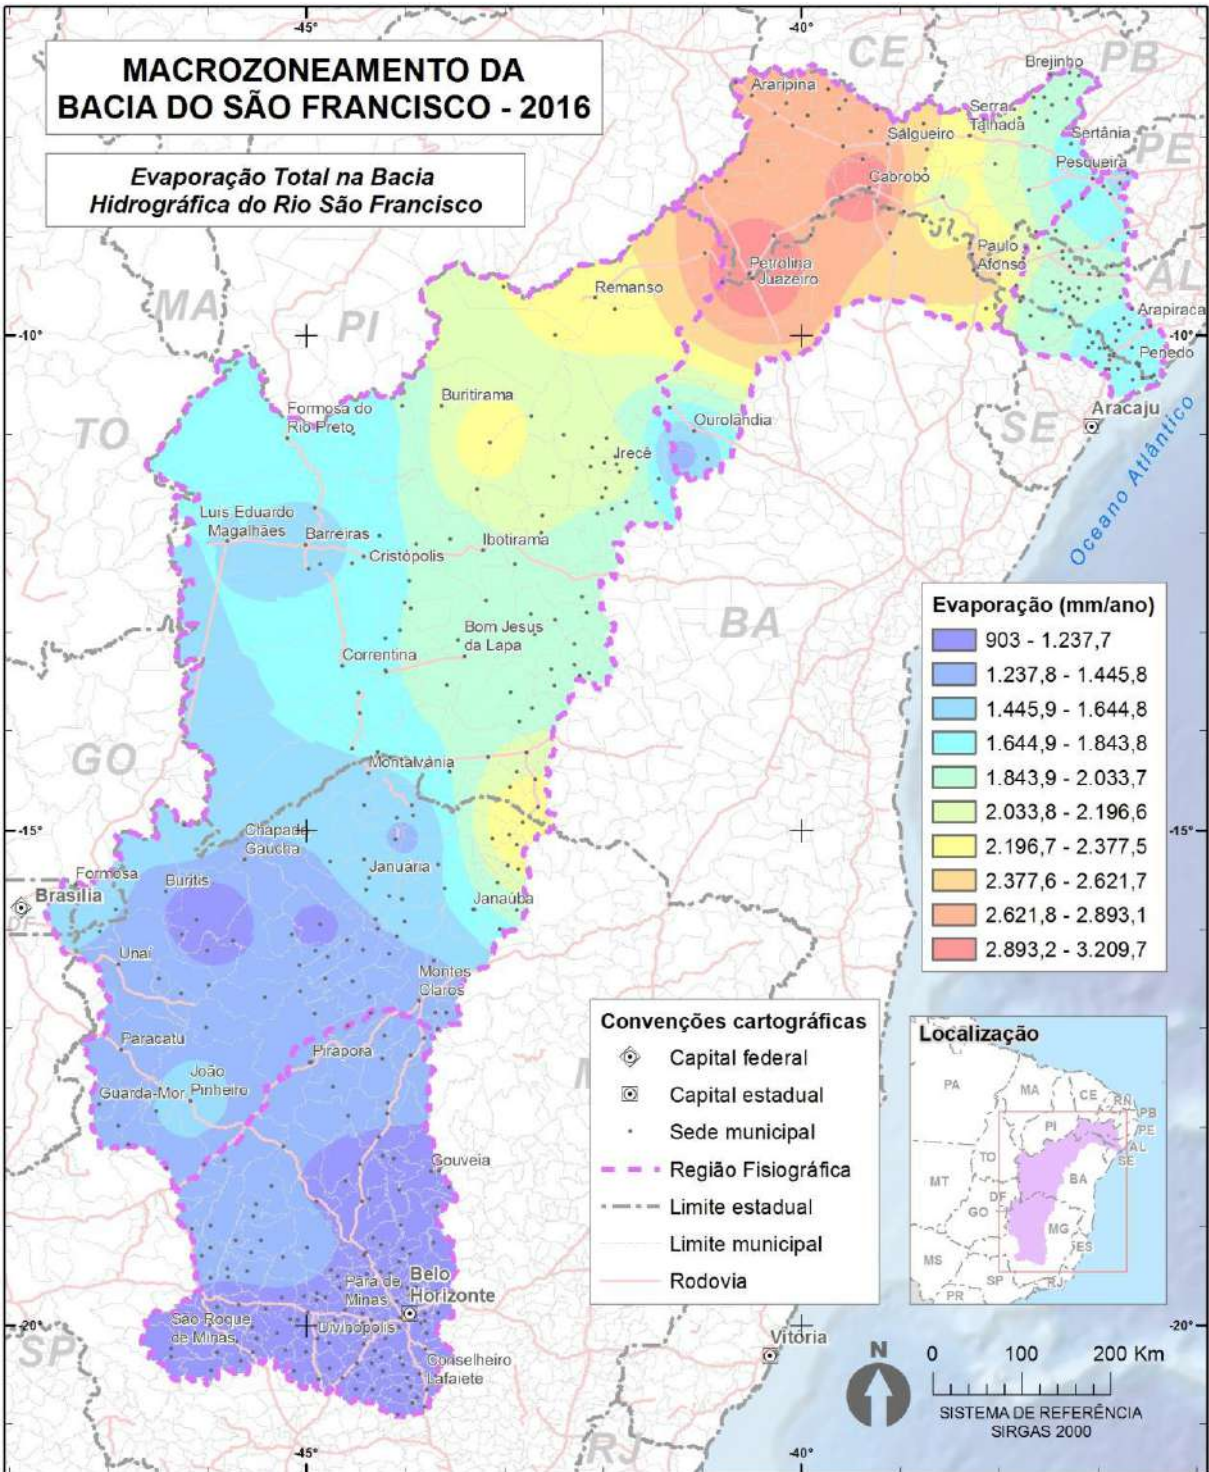 -45°
-40°
MACROZONEAMENTO DA
BACIA DO SÃO FRANCISCO - 2016
Evaporação Total na Bacia
Hidrográfica do Rio São Francisco
CE
PB
Brejinho
Araripina
Serra
Talhada
Salgueiro
Sertânia
Pesqueira
PE
Cabrobó
Paulo
Afonso
AL
Petrolina
Juazeiro
Remanso
MA
PI
Arapiraca
-10°
-10°
Penedo
Buritirama
Formosa do
Rio Preto
Ourolândia
Aracaju
TO
SE
Irecê
Oceano Atlântico
Luis Eduardo
Magalhães
Barreiras
Cristópolis
Ibotirama
BA
Bom Jesus
da Lapa
Correntina
GO
Montalvânia
Evaporação (mm/ano)
903 - 1.237,7
1.237,8 - 1.445,8
1.445,9 - 1.644,8
1.644,9 - 1.843,8
1.843,9 - 2.033,7
2.033,8 - 2.196,6
2.196,7 - 2.377,5
2.377,6 - 2.621,7
2.621,8 - 2.893,1
2.893,2 - 3.209,7
-15°
-15°
Chapada
Gaucha
Formosa
Buritis
Januária
Brasília
DF
Janaúba
Unaí
Montes
Claros
Paracatu
Pirapora
João
Pinheiro
Guarda-Mor
Gouveia
Belo
Horizonte
Pará de
Minas
São Roque
de Minas
Divinópolis
-20°
-20°
Conselheiro
Lafaiete
SP
Vitória
RJ
Convenções cartográficas
Capital federal
Capital estadual
Sede municipal
Região Fisiográfica
Limite estadual
Limite municipal
Rodovia
Localização
PA
MA
CE
RN
PB
PI
PE
AL
TO
SE
MT
BA
DF
GO
MG
ES
MS
SP
RJ
PR
N
0 100 200 Km
SISTEMA DE REFERÊNCIA
SIRGAS 2000
-45°
-40°